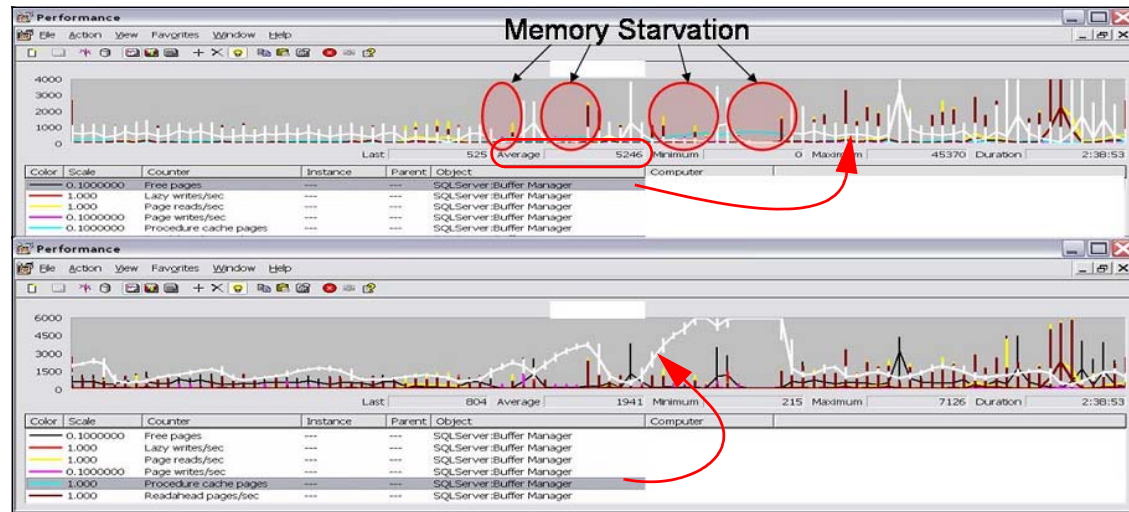 Performance
Memory Starvation
File Action View Favorites Window Help
4000
3000
2000
1000
0
Last 525 Average 5246 Minimum 0 Maximum 45370 Duration 2:38:53
Color Scale Counter Instance Parent Object Computer
0.1000000 Free pages --- --- SQLServer:Buffer Manager
1.000 Lazy writes/sec --- --- SQLServer:Buffer Manager
1.000 Page reads/sec --- --- SQLServer:Buffer Manager
0.1000000 Page writes/sec --- --- SQLServer:Buffer Manager
0.1000000 Procedure cache pages --- --- SQLServer:Buffer Manager
Performance
File Action View Favorites Window Help
6000
4500
3000
1500
0
Last 804 Average 1941 Minimum 215 Maximum 7126 Duration 2:38:53
Color Scale Counter Instance Parent Object Computer
0.1000000 Free pages --- --- SQLServer:Buffer Manager
1.000 Lazy writes/sec --- --- SQLServer:Buffer Manager
1.000 Page reads/sec --- --- SQLServer:Buffer Manager
0.1000000 Page writes/sec --- --- SQLServer:Buffer Manager
1.000 Procedure cache pages --- --- SQLServer:Buffer Manager
1.000 Readahead pages/sec --- --- SQLServer:Buffer Manager